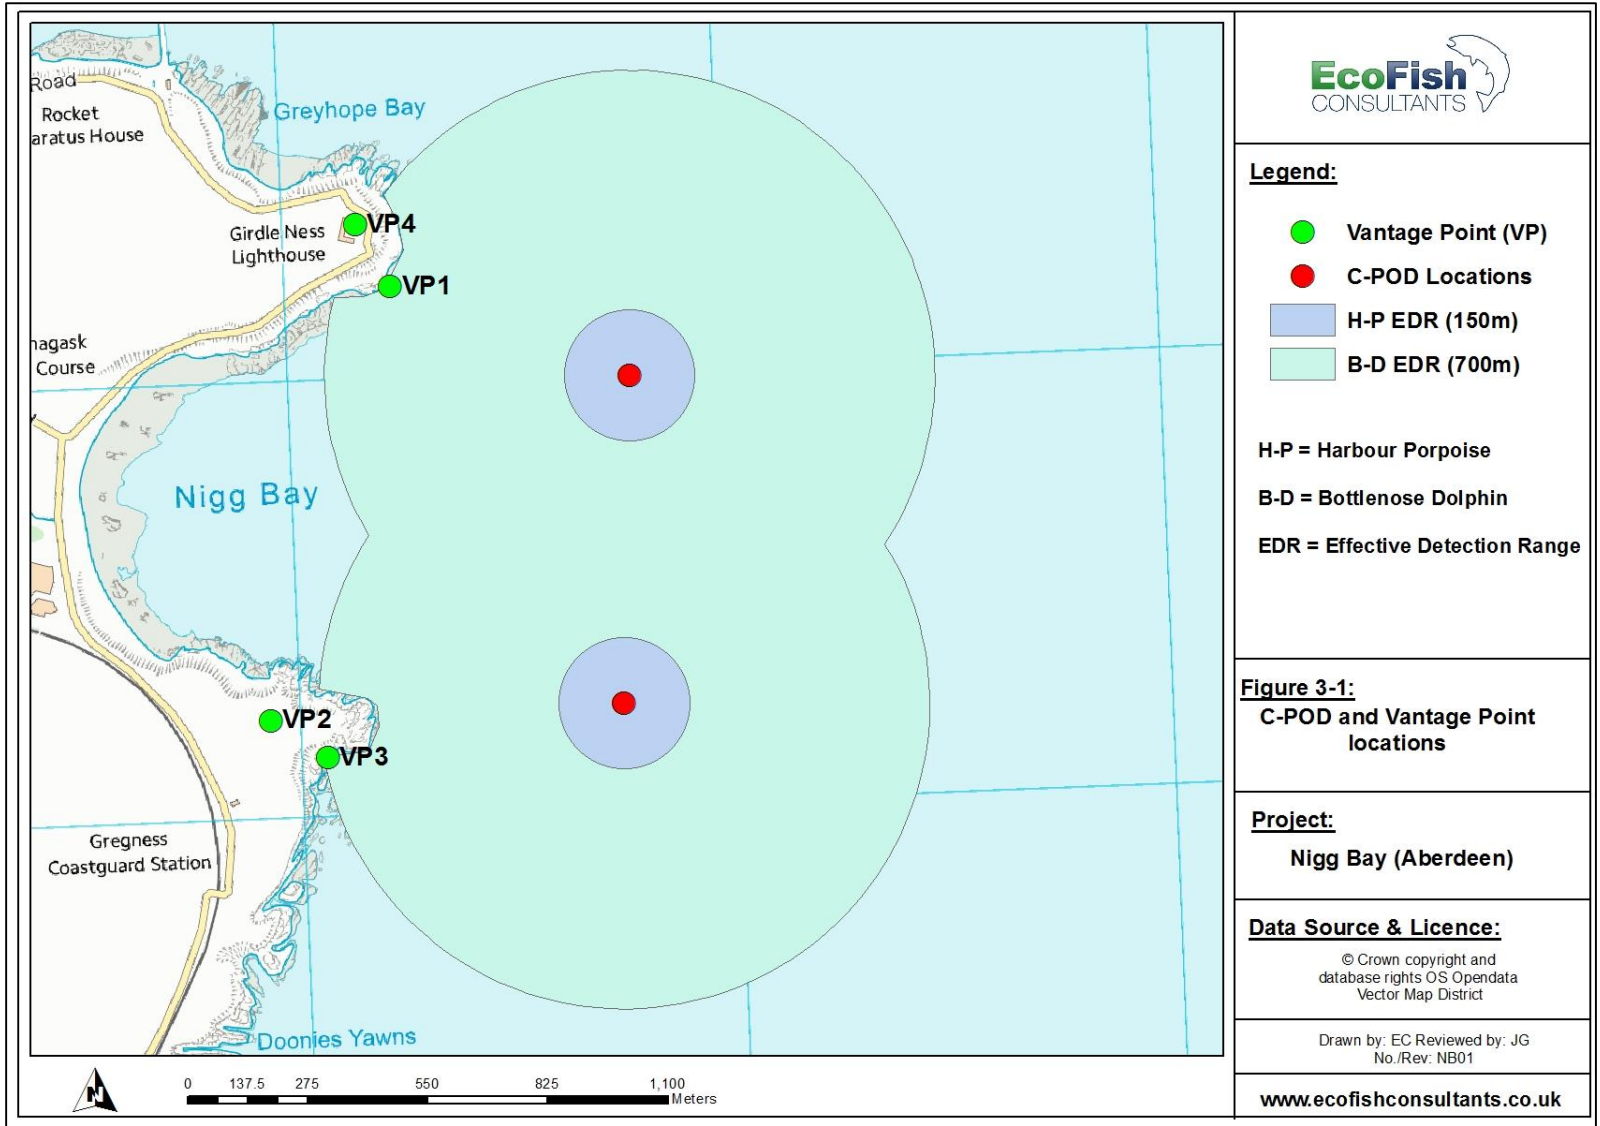 Road
Rocket
aratus House
Greyhope Bay
VP4
Girdle Ness
Lighthouse
VP1
nagask
Course
Nigg Bay
VP2
VP3
Gregness
Coastguard Station
Doonies Yawns
N
0 137.5 275 550 825 1,100
Meters
EcoFish
CONSULTANTS
Legend:
Vantage Point (VP)
C-POD Locations
H-P EDR (150m)
B-D EDR (700m)
H-P = Harbour Porpoise
B-D = Bottlenose Dolphin
EDR = Effective Detection Range
Figure 3-1:
C-POD and Vantage Point
locations
Project:
Nigg Bay (Aberdeen)
Data Source & Licence:
© Crown copyright and
database rights OS Opendata
Vector Map District
Drawn by: EC Reviewed by: JG
No./Rev: NB01
www.ecofishconsultants.co.uk